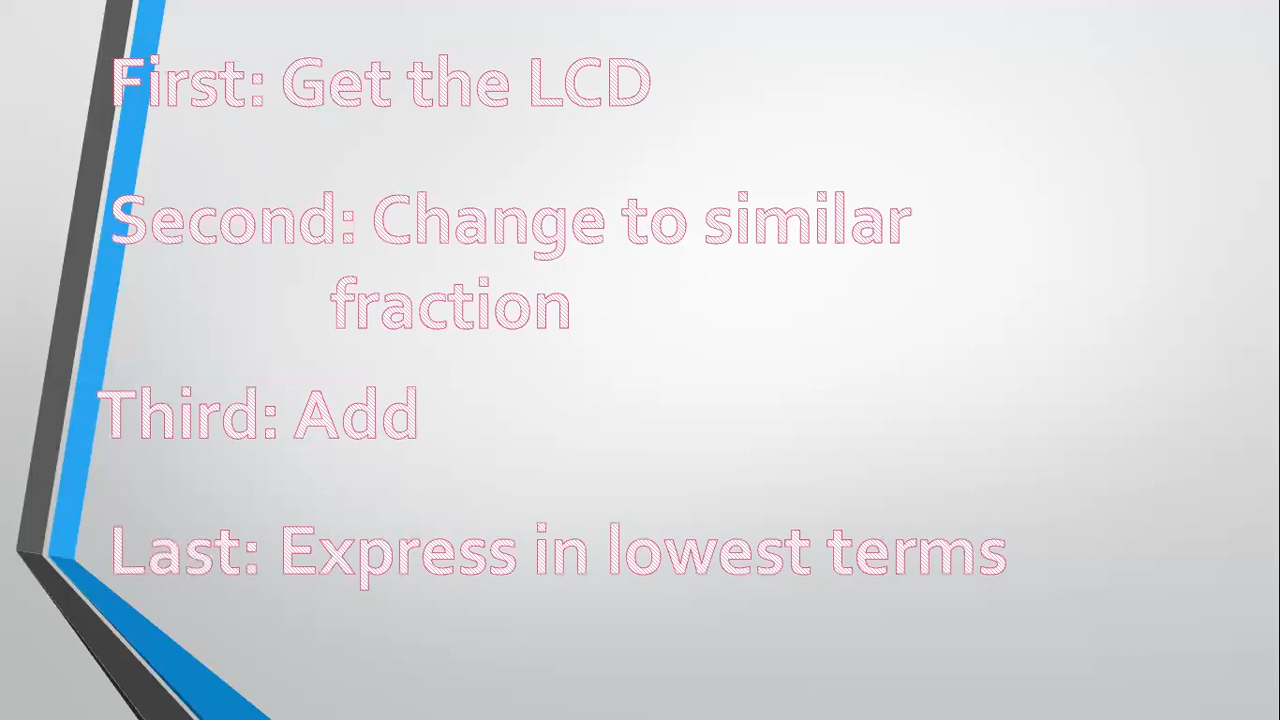 First: Get the LCD
Second: Change to similar
fraction
Third: Add
Last: Express in lowest terms